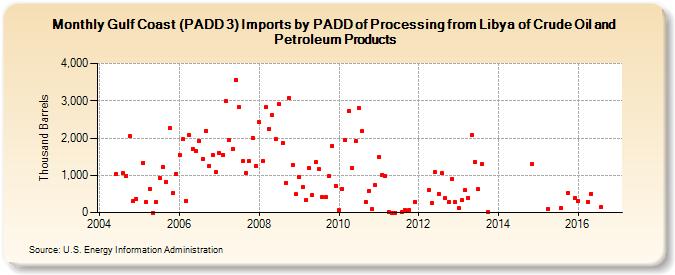 Monthly Gulf Coast (PADD 3) Imports by PADD of Processing from Libya of Crude Oil and
Petroleum Products
Thousand Barrels
4,000
3,000
2,000
1,000
0
2004 2006 2008 2010 2012 2014 2016
Source: U.S. Energy Information Administration